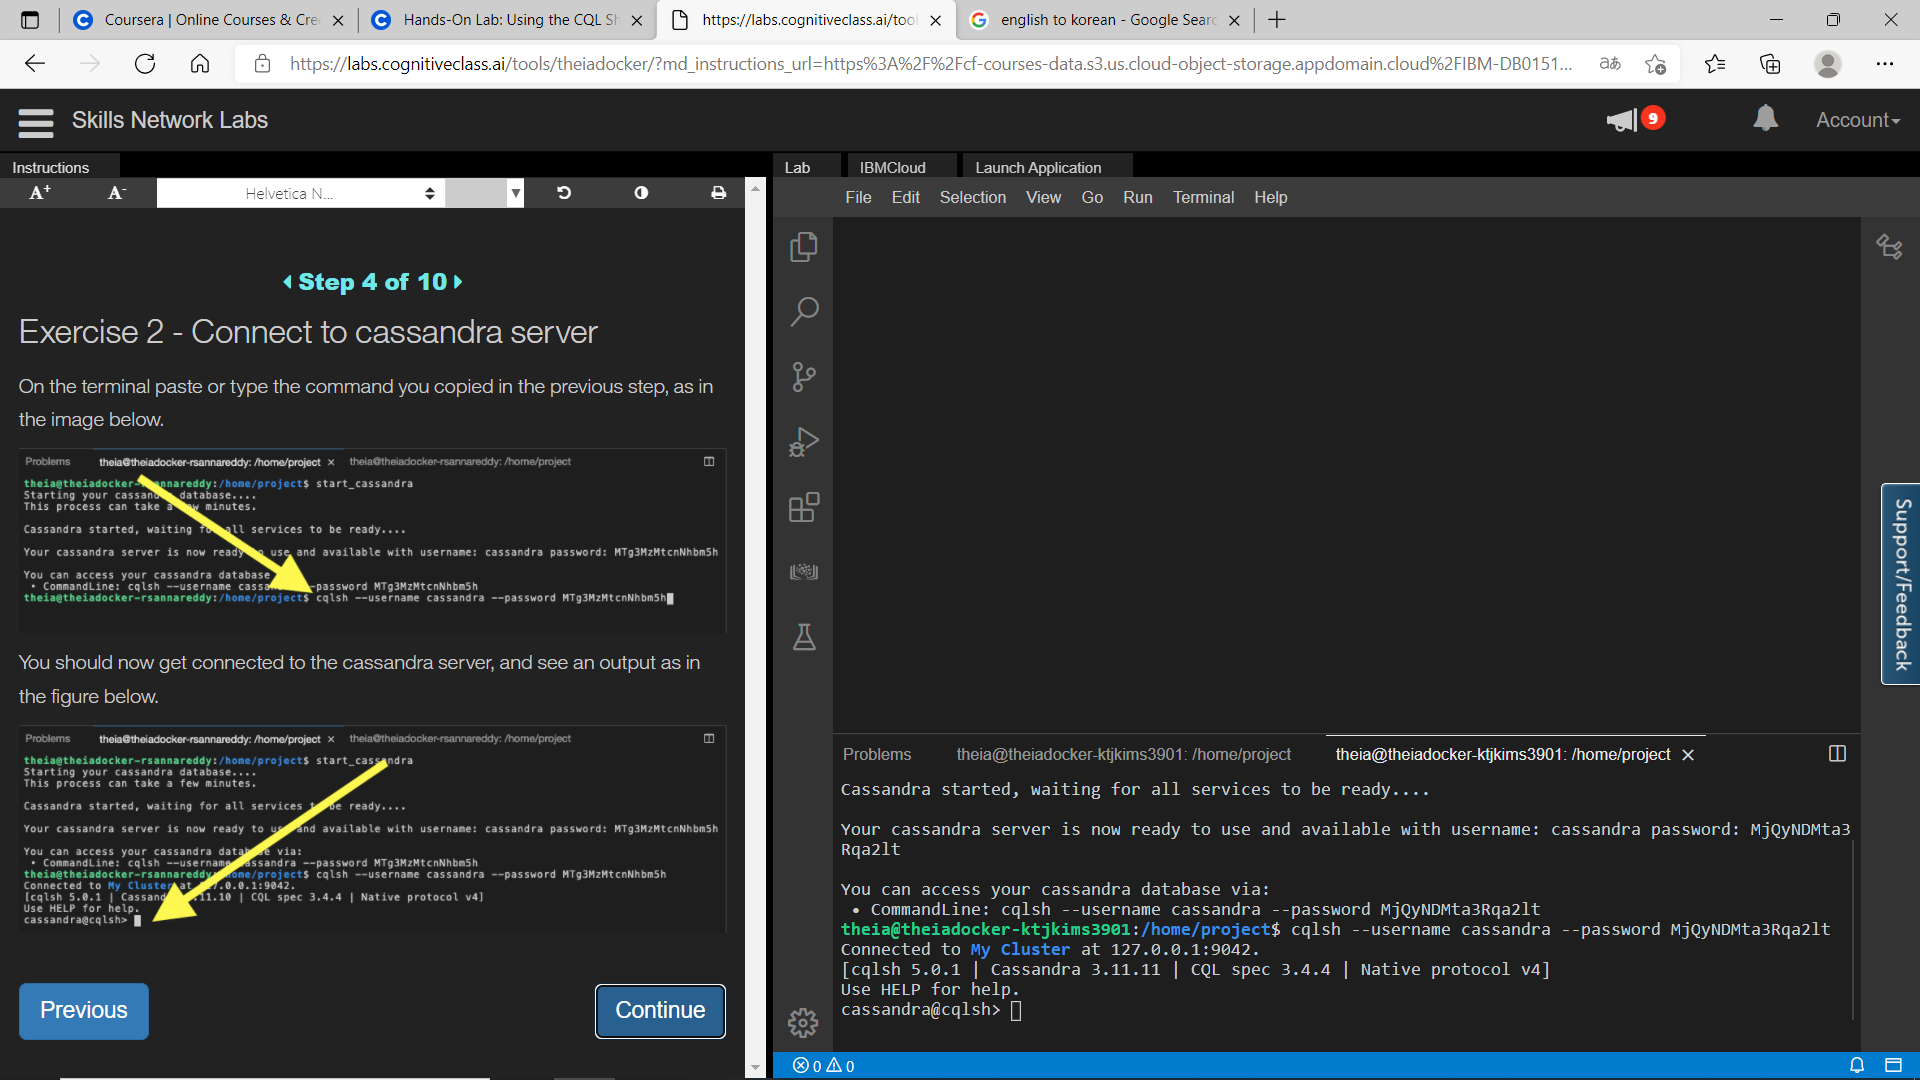 Coursera | Online Courses & Cre
Hands-On Lab: Using the CQL Sh
https://labs.cognitiveclass.ai/tool
english to korean - Google Searc
https://labs.cognitiveclass.ai/tools/theiadocker/?md_instructions_url=https%3A%2F%2Fcf-courses-data.s3.us.cloud-object-storage.appdomain.cloud%2FIBM-DB0151...
Skills Network Labs
9
Account
Instructions
Lab
IBMCloud
Launch Application
A+
A-
Helvetica N...
File Edit Selection View Go Run Terminal Help
Step 4 of 10
Exercise 2 - Connect to cassandra server
On the terminal paste or type the command you copied in the previous step, as in
the image below.
Problems theia@theiadocker-rsannareddy: /home/project × theia@theiadocker-rsannareddy: /home/project
theia@theiadocker-rsannareddy:/home/project$ start_cassandra
Starting your cassandra database....
This process can take a few minutes.
Cassandra started, waiting for all services to be ready....
Your cassandra server is now ready to use and available with username: cassandra password: MTg3MzMtcnNhbm5h
You can access your cassandra database
• CommandLine: cqlsh --username cassandra --password MTg3MzMtcnNhbm5h
theia@theiadocker-rsannareddy:/home/project$ cqlsh --username cassandra --password MTg3MzMtcnNhbm5h
You should now get connected to the cassandra server, and see an output as in
the figure below.
Problems theia@theiadocker-rsannareddy: /home/project × theia@theiadocker-rsannareddy: /home/project
theia@theiadocker-rsannareddy:/home/project$ start_cassandra
Starting your cassandra database....
This process can take a few minutes.
Cassandra started, waiting for all services to be ready....
Your cassandra server is now ready to use and available with username: cassandra password: MTg3MzMtcnNhbm5h
You can access your cassandra database via:
• CommandLine: cqlsh --username cassandra --password MTg3MzMtcnNhbm5h
theia@theiadocker-rsannareddy:/home/project$ cqlsh --username cassandra --password MTg3MzMtcnNhbm5h
Connected to My Cluster at 127.0.0.1:9042.
[cqlsh 5.0.1 | Cassandra 3.11.10 | CQL spec 3.4.4 | Native protocol v4]
Use HELP for help.
cassandra@cqlsh>
Previous
Continue
Support/Feedback
Problems theia@theiadocker-ktjkims3901: /home/project theia@theiadocker-ktjkims3901: /home/project ×
Cassandra started, waiting for all services to be ready....
Your cassandra server is now ready to use and available with username: cassandra password: MjQyNDMta3
Rqa2lt
You can access your cassandra database via:
• CommandLine: cqlsh --username cassandra --password MjQyNDMta3Rqa2lt
theia@theiadocker-ktjkims3901:/home/project$ cqlsh --username cassandra --password MjQyNDMta3Rqa2lt
Connected to My Cluster at 127.0.0.1:9042.
[cqlsh 5.0.1 | Cassandra 3.11.11 | CQL spec 3.4.4 | Native protocol v4]
Use HELP for help.
cassandra@cqlsh>
0 0